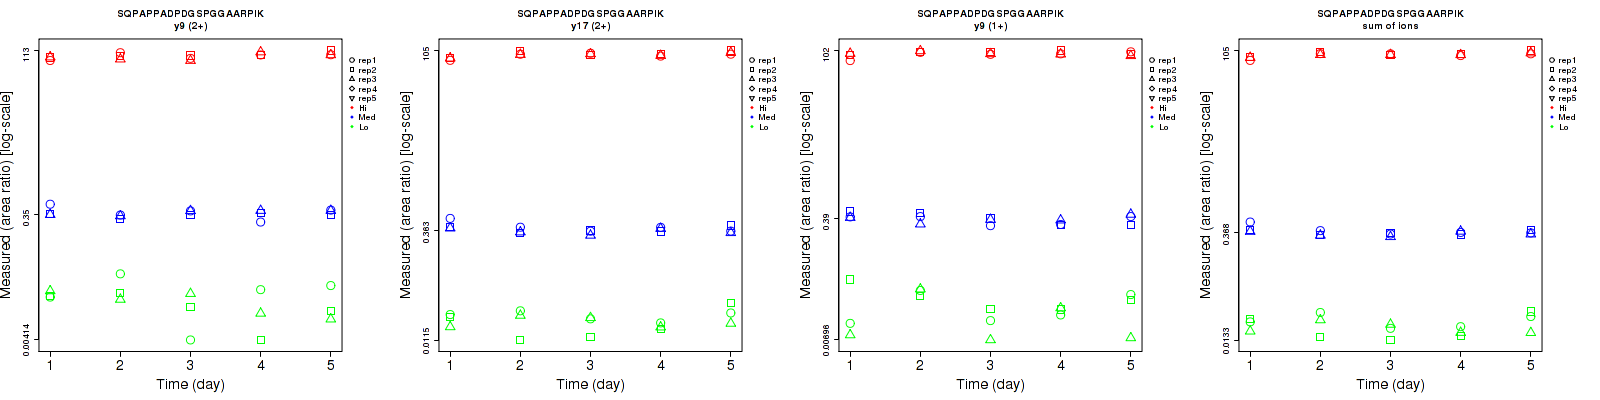 SQPAPPADPDGSPGGAARPIK
y9 (2+)
Measured (area ratio) [log-scale]
113
0.35
0.0414
1 2 3 4 5
Time (day)
rep1
rep2
rep3
rep4
rep5
Hi
Med
Lo
SQPAPPADPDGSPGGAARPIK
y17 (2+)
Measured (area ratio) [log-scale]
105
0.363
0.0115
1 2 3 4 5
Time (day)
rep1
rep2
rep3
rep4
rep5
Hi
Med
Lo
SQPAPPADPDGSPGGAARPIK
y9 (1+)
Measured (area ratio) [log-scale]
102
0.39
0.00696
1 2 3 4 5
Time (day)
rep1
rep2
rep3
rep4
rep5
Hi
Med
Lo
SQPAPPADPDGSPGGAARPIK
sum of ions
Measured (area ratio) [log-scale]
105
0.368
0.0133
1 2 3 4 5
Time (day)
rep1
rep2
rep3
rep4
rep5
Hi
Med
Lo